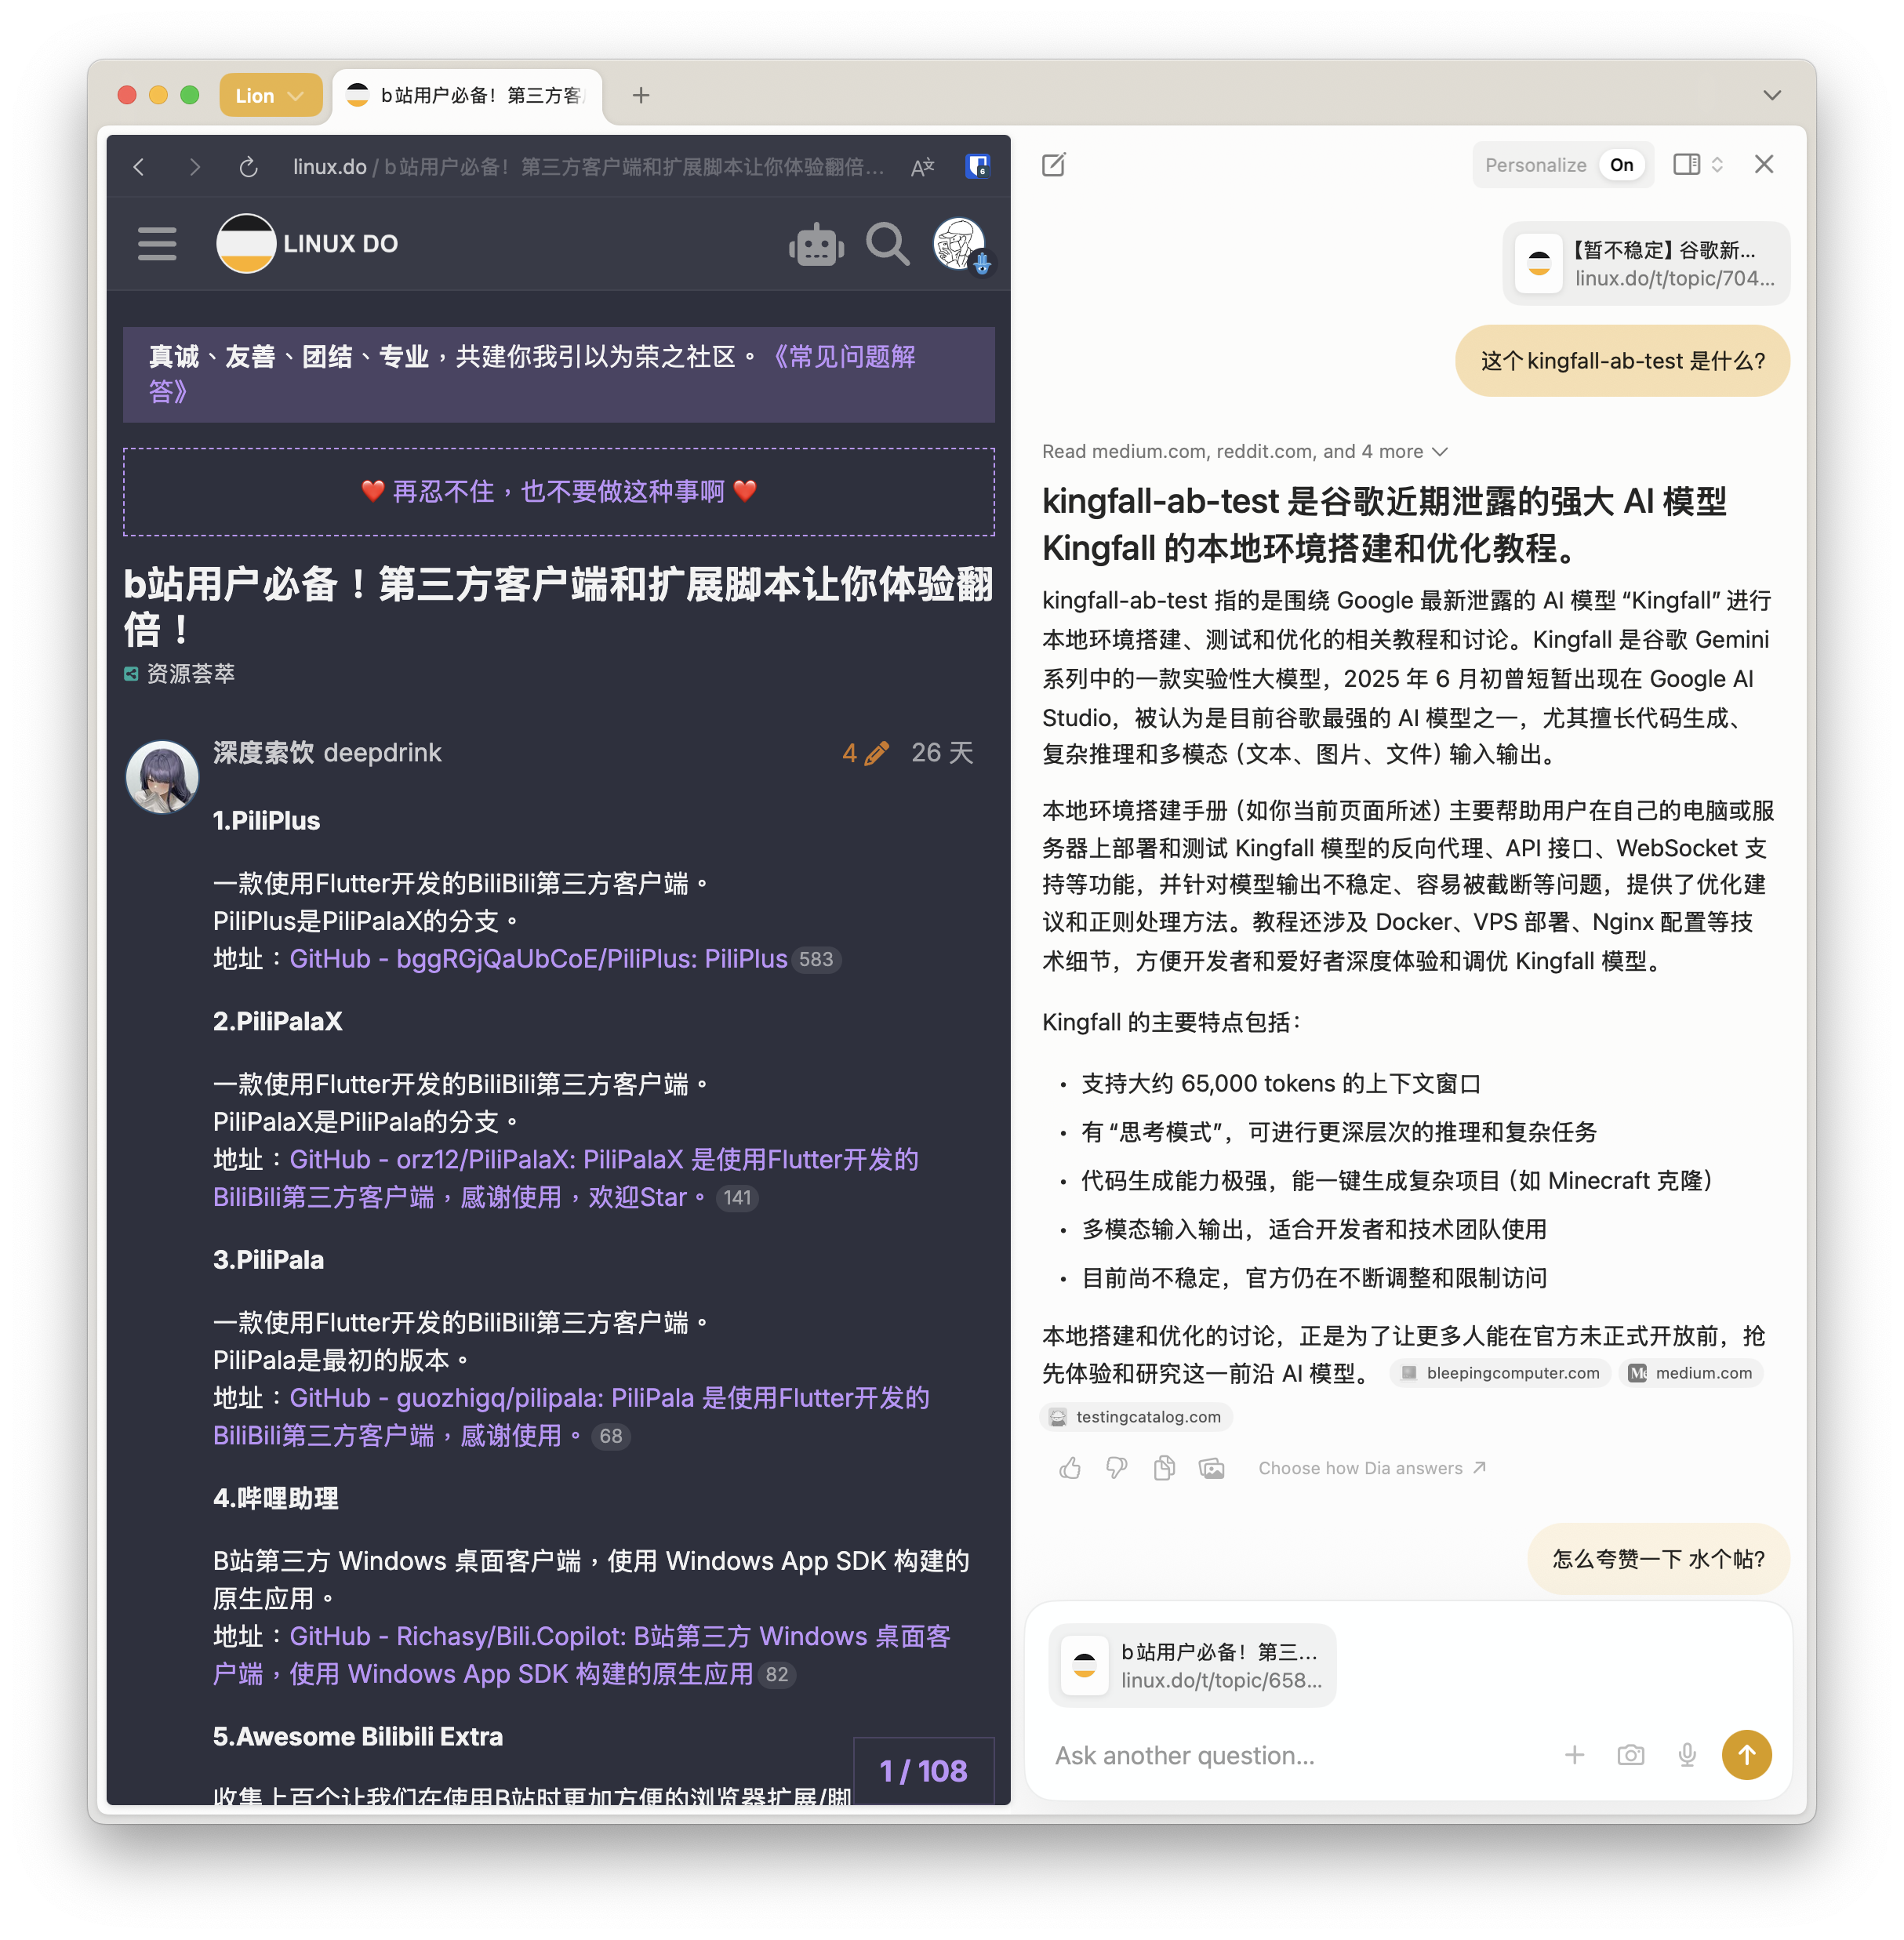 Lion
b站用户必备！第三方客
linux.do / b站用户必备！第三方客户端和扩展脚本让你体验翻倍...
LINUX DO
真诚、友善、团结、专业，共建你我引以为荣之社区。《常见问题解
答》
❤️ 再忍不住，也不要做这种事啊 ❤️
b站用户必备！第三方客户端和扩展脚本让你体验翻
倍！
资源荟萃
深度索饮 deepdrink
4
26 天
1.PiliPlus
一款使用Flutter开发的BiliBili第三方客户端。
PiliPlus是PiliPalaX的分支。
地址：GitHub - bggRGjQaUbCoE/PiliPlus: PiliPlus 583
2.PiliPalaX
一款使用Flutter开发的BiliBili第三方客户端。
PiliPalaX是PiliPala的分支。
地址：GitHub - orz12/PiliPalaX: PiliPalaX 是使用Flutter开发的
BiliBili第三方客户端，感谢使用，欢迎Star。 141
3.PiliPala
一款使用Flutter开发的BiliBili第三方客户端。
PiliPala是最初的版本。
地址：GitHub - guozhigq/pilipala: PiliPala 是使用Flutter开发的
BiliBili第三方客户端，感谢使用。 68
4.哔哩助理
B站第三方 Windows 桌面客户端，使用 Windows App SDK 构建的
原生应用。
地址：GitHub - Richasy/Bili.Copilot: B站第三方 Windows 桌面客
户端，使用 Windows App SDK 构建的原生应用 82
5.Awesome Bilibili Extra
收集上百个让我们在使用B站时更加方便的浏览器扩展/脚
1 / 108
Personalize On
【暂不稳定】谷歌新...
linux.do/t/topic/704...
这个 kingfall-ab-test 是什么?
Read medium.com, reddit.com, and 4 more
kingfall-ab-test 是谷歌近期泄露的强大 AI 模型
Kingfall 的本地环境搭建和优化教程。
kingfall-ab-test 指的是围绕 Google 最新泄露的 AI 模型 “Kingfall” 进行
本地环境搭建、测试和优化的相关教程和讨论。Kingfall 是谷歌 Gemini
系列中的一款实验性大模型，2025 年 6 月初曾短暂出现在 Google AI
Studio，被认为是目前谷歌最强的 AI 模型之一，尤其擅长代码生成、
复杂推理和多模态（文本、图片、文件）输入输出。
本地环境搭建手册（如你当前页面所述）主要帮助用户在自己的电脑或服
务器上部署和测试 Kingfall 模型的反向代理、API 接口、WebSocket 支
持等功能，并针对模型输出不稳定、容易被截断等问题，提供了优化建
议和正则处理方法。教程还涉及 Docker、VPS 部署、Nginx 配置等技
术细节，方便开发者和爱好者深度体验和调优 Kingfall 模型。
Kingfall 的主要特点包括：
• 支持大约 65,000 tokens 的上下文窗口
• 有 “思考模式”，可进行更深层次的推理和复杂任务
• 代码生成能力极强，能一键生成复杂项目（如 Minecraft 克隆）
• 多模态输入输出，适合开发者和技术团队使用
• 目前尚不稳定，官方仍在不断调整和限制访问
本地搭建和优化的讨论，正是为了让更多人能在官方未正式开放前，抢
先体验和研究这一前沿 AI 模型。 bleepingcomputer.com medium.com
testingcatalog.com
Choose how Dia answers
怎么夸赞一下 水个帖?
b站用户必备！第三...
linux.do/t/topic/658...
Ask another question...